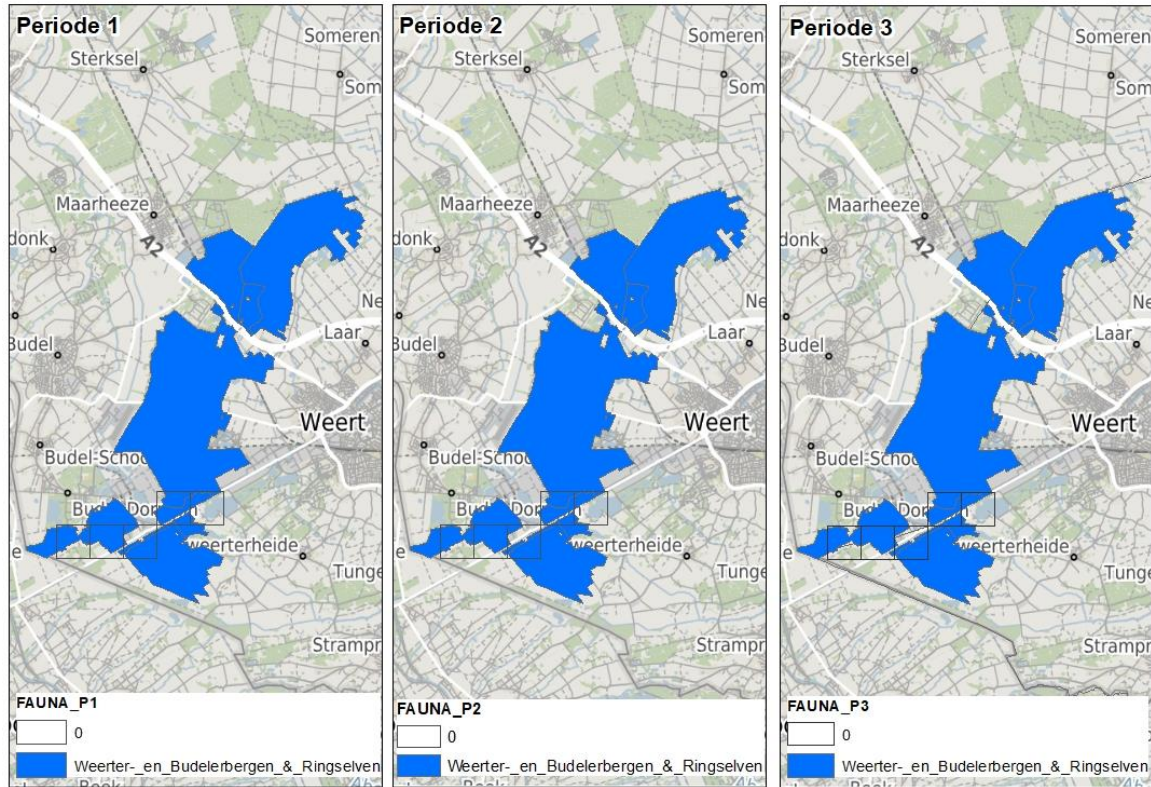 Periode 1
Someren
Sterksel
Som
Maarheeze
A2
donk
Ne
Laar
Budel
Weert
Budel-Schoo
Bud Dor
e
weerterheide
Tunge
Strampr
FAUNA_P1
0
Weerter-_en_Budelerbergen_&_Ringselven
Periode 2
Someren
Sterksel
Som
Maarheeze
A2
donk
Ne
Laar
Budel
Weert
Budel-Schoo
Bud Dor
e
weerterheide
Tunge
Strampr
FAUNA_P2
0
Weerter-_en_Budelerbergen_&_Ringselven
Periode 3
Someren
Sterksel
Som
Maarheeze
A2
donk
Ne
Laar
Budel
Weert
Budel-Schoo
Bud Dor
e
weerterheide
Tunge
Strampr
FAUNA_P3
0
Weerter-_en_Budelerbergen_&_Ringselven